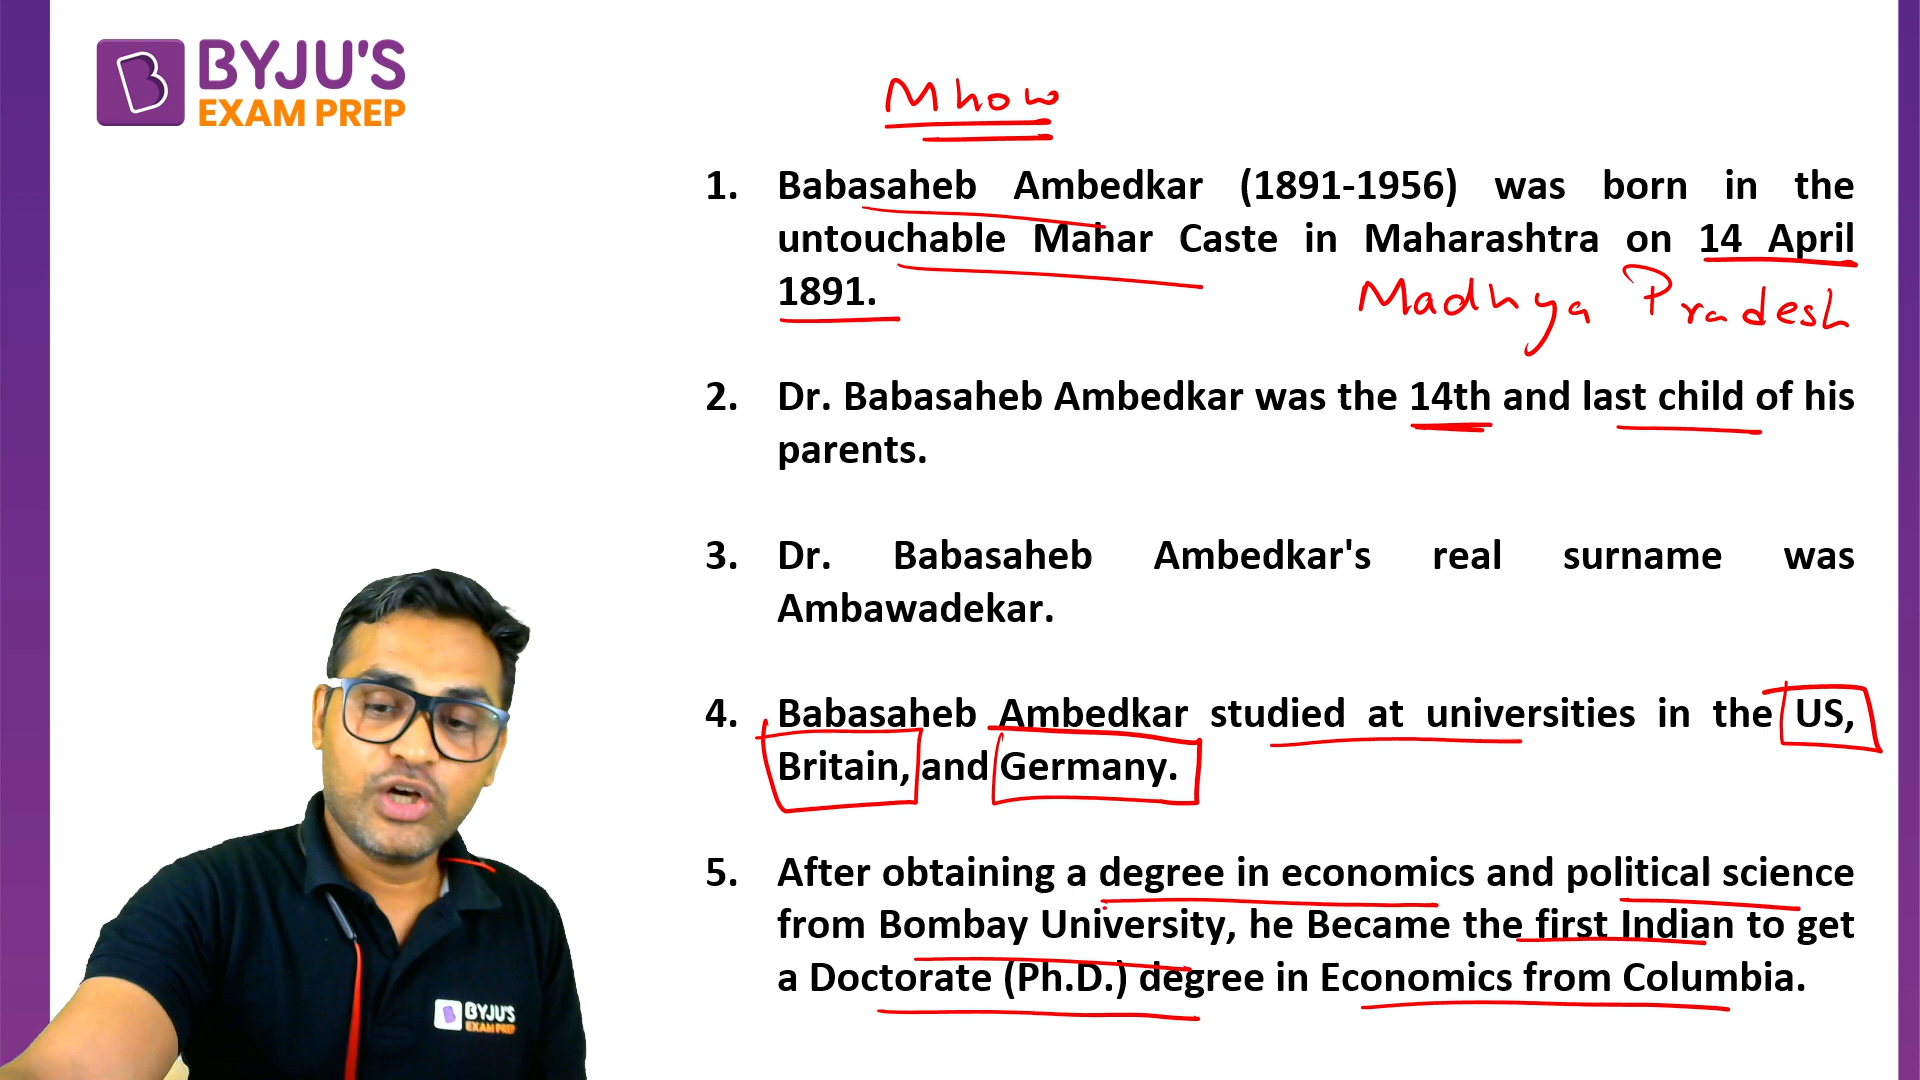 BYJU'S
EXAM PREP
Mhow
1. Babasaheb Ambedkar (1891-1956) was born in the
untouchable Mahar Caste in Maharashtra on 14 April
1891.
Madhya Pradesh
2. Dr. Babasaheb Ambedkar was the 14th and last child of his
parents.
3. Dr. Babasaheb Ambedkar's real surname was
Ambawadekar.
4. Babasaheb Ambedkar studied at universities in the US,
Britain, and Germany.
5. After obtaining a degree in economics and political science
from Bombay University, he Became the first Indian to get
a Doctorate (Ph.D.) degree in Economics from Columbia.
BYJU'S
EXAM PREP